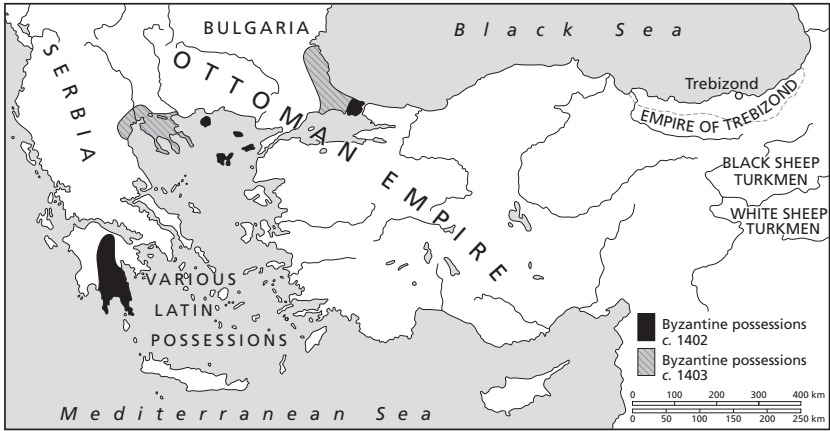 BULGARIA
Black Sea
SERBIA
OTTOMAN EMPIRE
Trebizond
EMPIRE OF TREBIZOND
BLACK SHEEP
TURKMEN
WHITE SHEEP
TURKMEN
VARIOUS
LATIN
POSSESSIONS
Byzantine possessions
c. 1402
Byzantine possessions
c. 1403
0 100 200 300 400 km
0 50 100 150 200 250 km
Mediterranean Sea